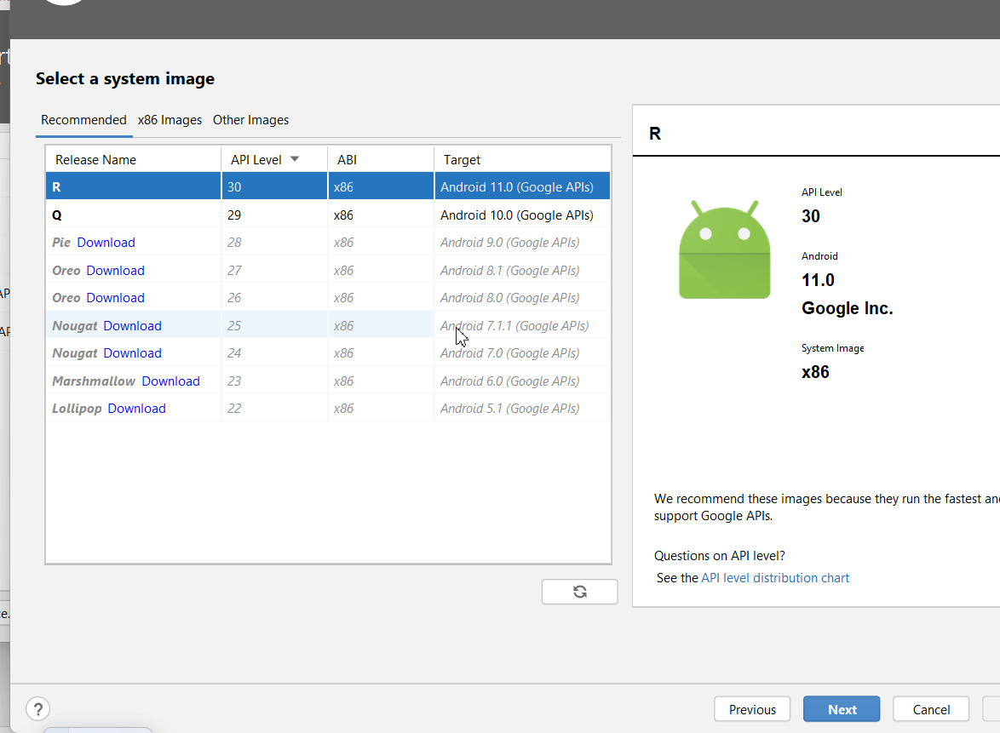 Select a system image
Recommended x86 Images Other Images
Release Name API Level ABI Target
R 30 x86 Android 11.0 (Google APIs)
Q 29 x86 Android 10.0 (Google APIs)
Pie Download 28 x86 Android 9.0 (Google APIs)
Oreo Download 27 x86 Android 8.1 (Google APIs)
Oreo Download 26 x86 Android 8.0 (Google APIs)
Nougat Download 25 x86 Android 7.1.1 (Google APIs)
Nougat Download 24 x86 Android 7.0 (Google APIs)
Marshmallow Download 23 x86 Android 6.0 (Google APIs)
Lollipop Download 22 x86 Android 5.1 (Google APIs)
R
API Level
30
Android
11.0
Google Inc.
System Image
x86
We recommend these images because they run the fastest
support Google APIs.
Questions on API level?
See the API level distribution chart
?
Previous Next Cancel